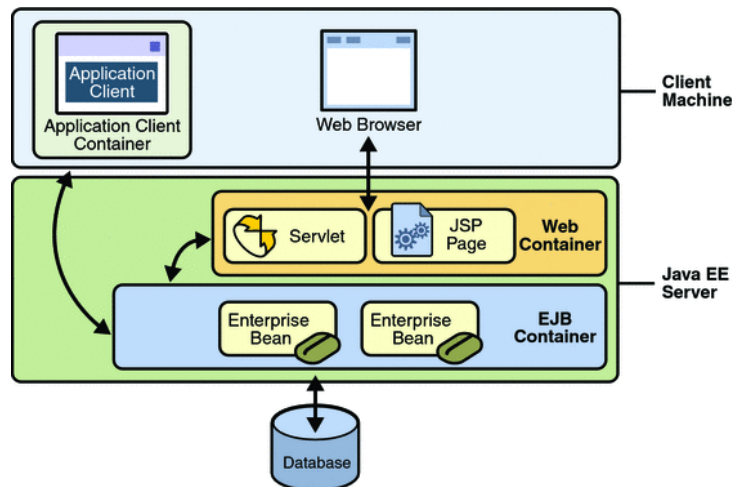 Application
Client
Application Client
Container
Web Browser
Client
Machine
Servlet
JSP
Page
Web
Container
Java EE
Server
Enterprise
Bean
Enterprise
Bean
EJB
Container
Database